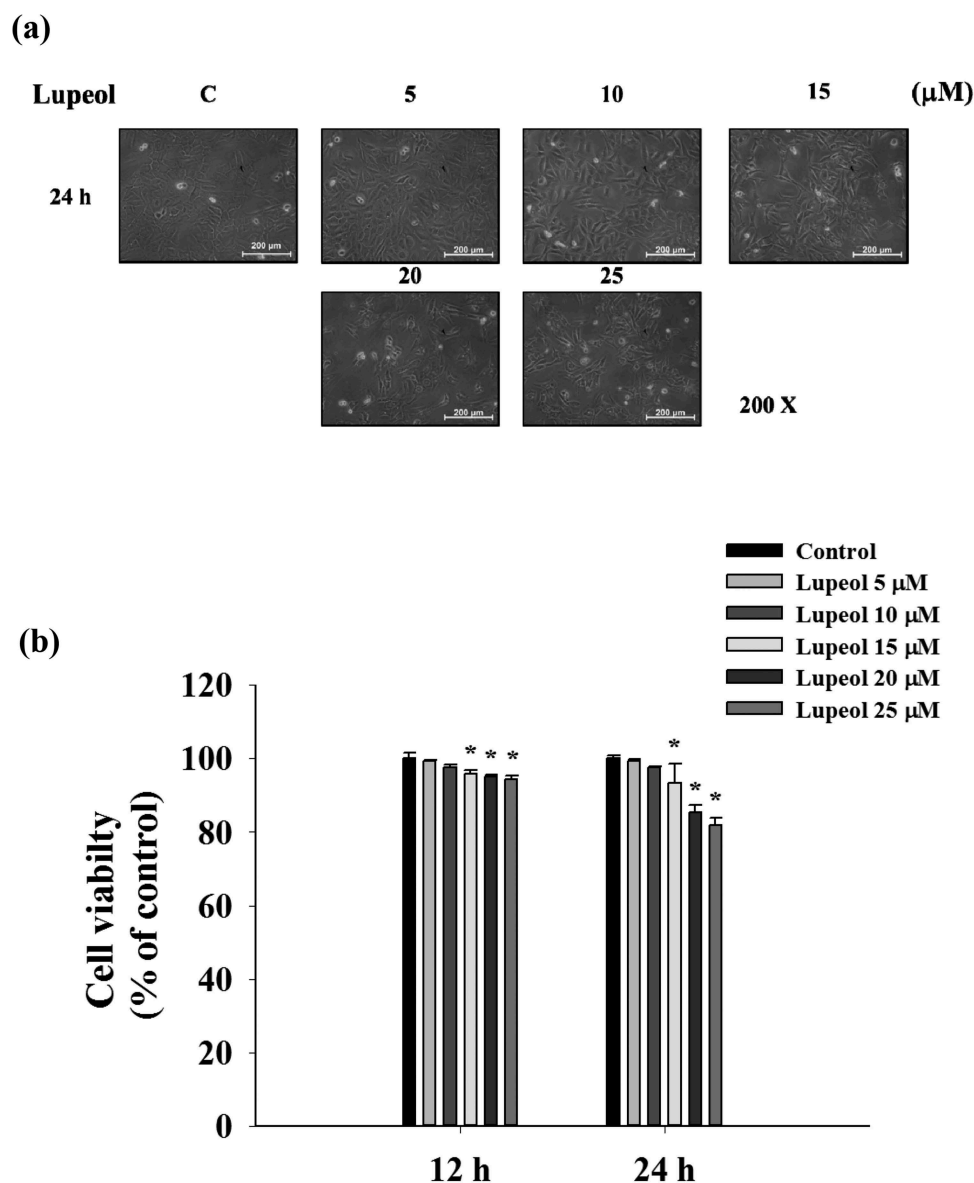 (a)
Lupeol C 5 10 15 (μM)
24 h
200 μm 200 μm 200 μm 200 μm
20 25
200 μm 200 μm
200 X
Control
Lupeol 5 μM
Lupeol 10 μM
Lupeol 15 μM
Lupeol 20 μM
Lupeol 25 μM
(b)
Cell viabilty
(% of control)
120
100
80
60
40
20
0
* * *
* * *
12 h 24 h